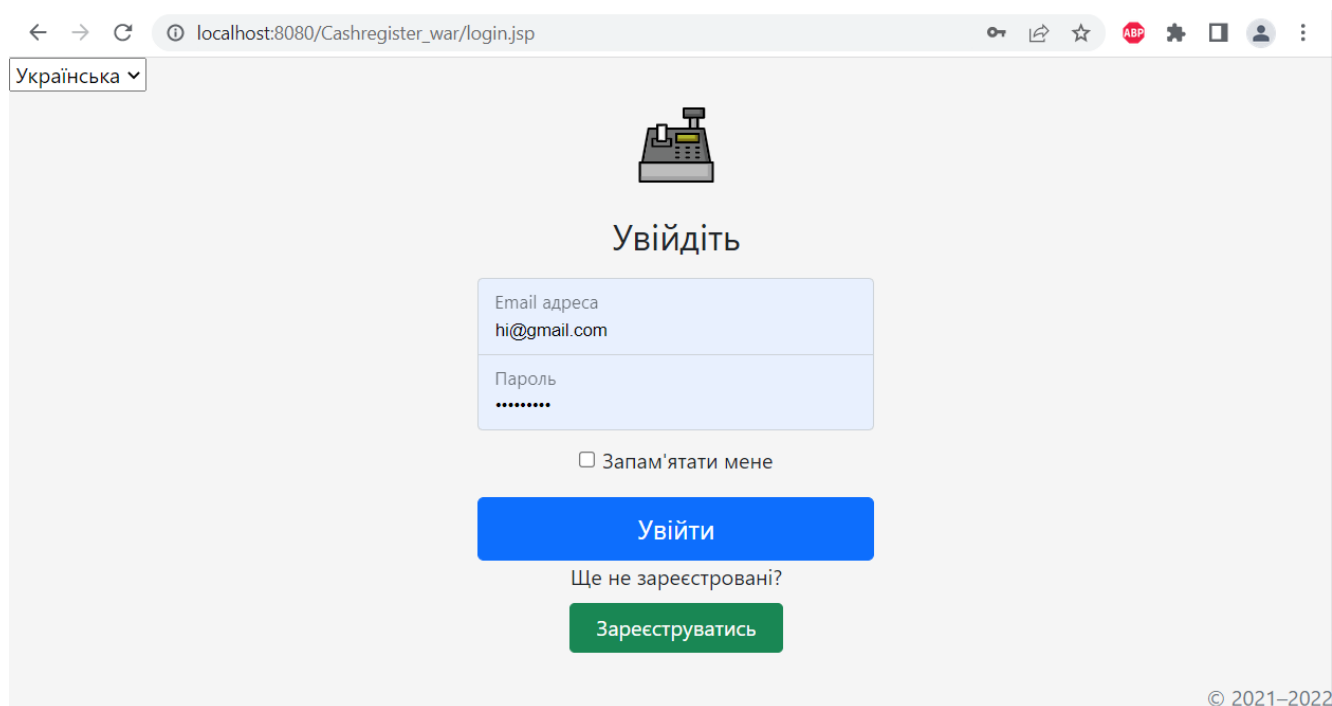 localhost:8080/Cashregister_war/login.jsp
ABP
Українська
Увійдіть
Email адреса
hi@gmail.com
Пароль
•••••••••
Запам'ятати мене
Увійти
Ще не зареєстровані?
Зареєструватись
© 2021–2022